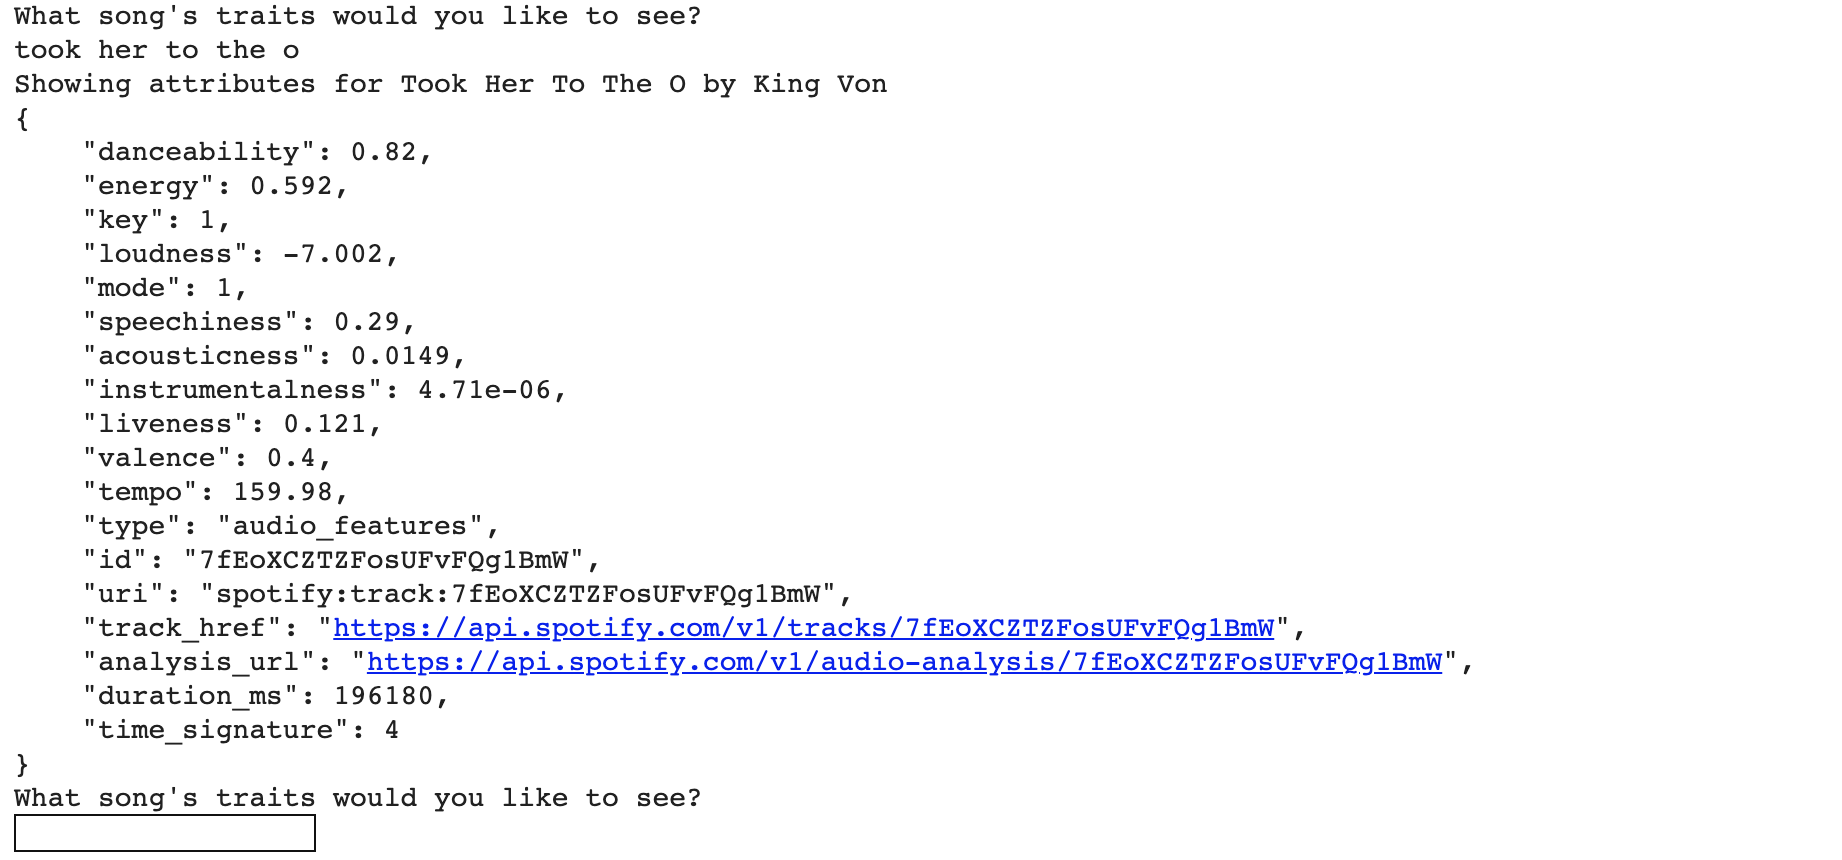 What song's traits would you like to see?
took her to the o
Showing attributes for Took Her To The O by King Von
{
    "danceability": 0.82,
    "energy": 0.592,
    "key": 1,
    "loudness": -7.002,
    "mode": 1,
    "speechiness": 0.29,
    "acousticness": 0.0149,
    "instrumentalness": 4.71e-06,
    "liveness": 0.121,
    "valence": 0.4,
    "tempo": 159.98,
    "type": "audio_features",
    "id": "7fEoXCZTZFosUFvFQg1BmW",
    "uri": "spotify:track:7fEoXCZTZFosUFvFQg1BmW",
    "track_href": "https://api.spotify.com/v1/tracks/7fEoXCZTZFosUFvFQg1BmW",
    "analysis_url": "https://api.spotify.com/v1/audio-analysis/7fEoXCZTZFosUFvFQg1BmW",
    "duration_ms": 196180,
    "time_signature": 4
}
What song's traits would you like to see?